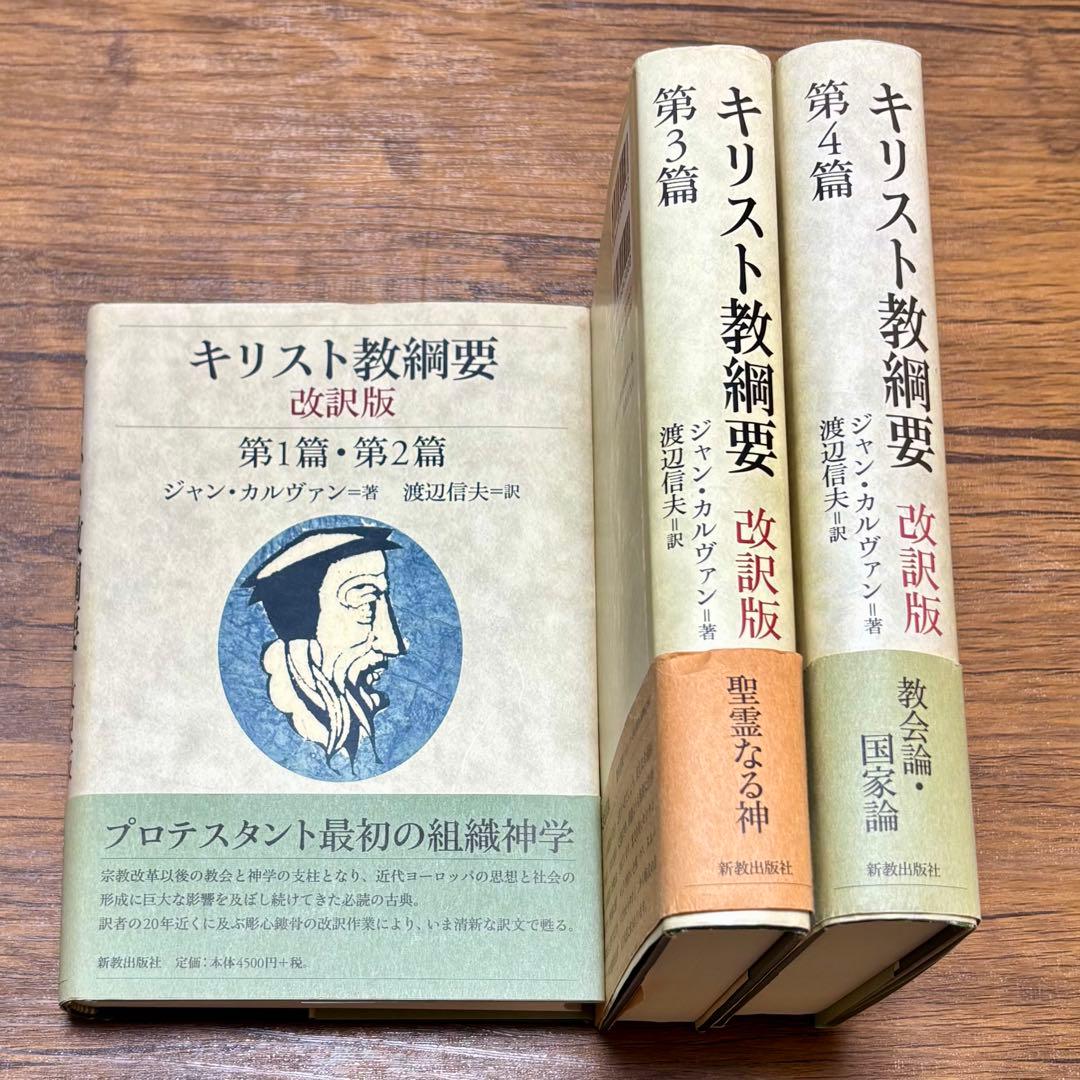 キリスト教綱要
改訳版
第1篇・第2篇
ジャン・カルヴァン=著 渡辺信夫=訳
プロテスタント最初の組織神学
宗教改革以後の教会と神学の支柱となり、近代ヨーロッパの思想と社会の
形成に巨大な影響を及ぼし続けてきた必読の古典。
訳者の20年近くに及ぶ彫心鏤骨の改訳作業により、いま清新な訳文で甦る。
新教出版社 定価:本体4500円+税。
キリスト教綱要 改訳版
第3篇
ジャン・カルヴァン=著
渡辺信夫=訳
聖霊なる神
新教出版社
キリスト教綱要 改訳版
第4篇
ジャン・カルヴァン=著
渡辺信夫=訳
教会論・
国家論
新教出版社